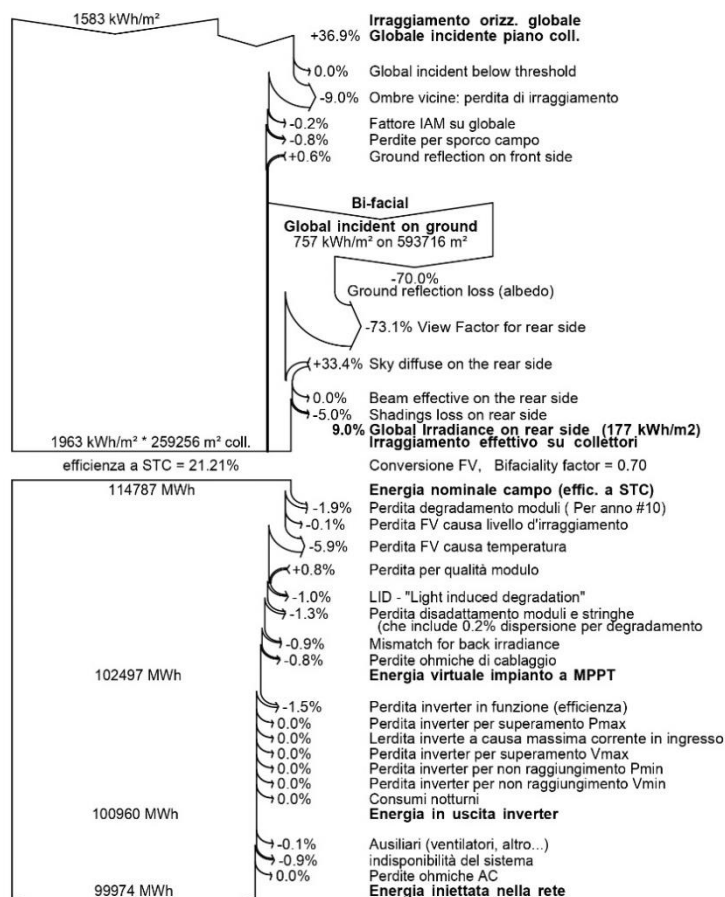 1583 kWh/m² Irraggiamento orizz. globale
+36.9% Globale incidente piano coll.
0.0% Global incident below threshold
-9.0% Ombre vicine: perdita di irraggiamento
-0.2% Fattore IAM su globale
-0.8% Perdite per sporco campo
+0.6% Ground reflection on front side
Bi-facial
Global incident on ground
757 kWh/m² on 593716 m²
-70.0%
Ground reflection loss (albedo)
-73.1% View Factor for rear side
+33.4% Sky diffuse on the rear side
0.0% Beam effective on the rear side
-5.0% Shadings loss on rear side
9.0% Global Irradiance on rear side (177 kWh/m2)
1963 kWh/m² * 259256 m² coll. Irraggiamento effettivo su collettori
efficienza a STC = 21.21% Conversione FV, Bifaciality factor = 0.70
114787 MWh Energia nominale campo (effic. a STC)
-1.9% Perdita degradamento moduli ( Per anno #10)
-0.1% Perdita FV causa livello d'irraggiamento
-5.9% Perdita FV causa temperatura
+0.8% Perdita per qualità modulo
-1.0% LID - "Light induced degradation"
-1.3% Perdita disadattamento moduli e stringhe
(che include 0.2% dispersione per degradamento
-0.9% Mismatch for back irradiance
-0.8% Perdite ohmiche di cablaggio
102497 MWh Energia virtuale impianto a MPPT
-1.5% Perdita inverter in funzione (efficienza)
0.0% Perdita inverter per superamento Pmax
0.0% Lerdita inverte a causa massima corrente in ingresso
0.0% Perdita inverter per superamento Vmax
0.0% Perdita inverter per non raggiungimento Pmin
0.0% Perdita inverter per non raggiungimento Vmin
0.0% Consumi notturni
100960 MWh Energia in uscita inverter
-0.1% Ausiliari (ventilatori, altro...)
-0.9% indisponibilità del sistema
0.0% Perdite ohmiche AC
99974 MWh Energia iniettata nella rete